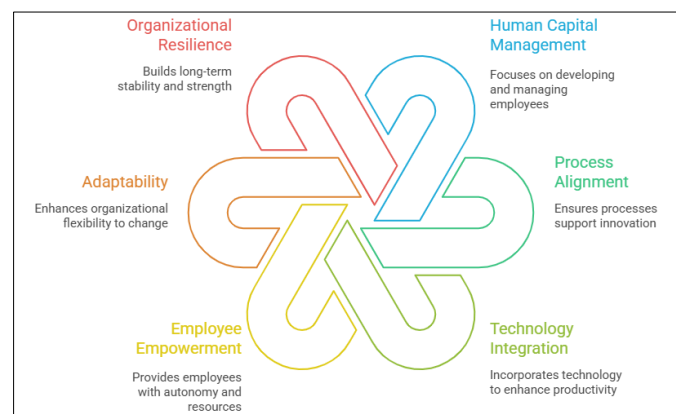 Organizational
Resilience
Builds long-term
stability and strength
Human Capital
Management
Focuses on developing
and managing
employees
Adaptability
Enhances organizational
flexibility to change
Process
Alignment
Ensures processes
support innovation
Employee
Empowerment
Provides employees
with autonomy and
resources
Technology
Integration
Incorporates technology
to enhance productivity